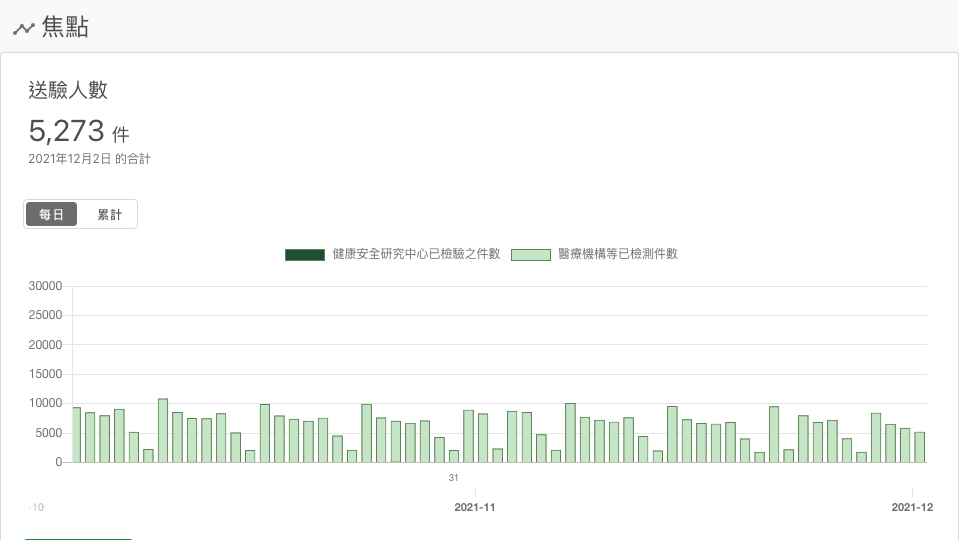 焦點
送驗人數
5,273 件
2021年12月2日 的合計
每日 累計
健康安全研究中心已檢驗之件數 醫療機構等已檢測件數
30000
25000
20000
15000
10000
5000
0
31
-10 2021-11 2021-12